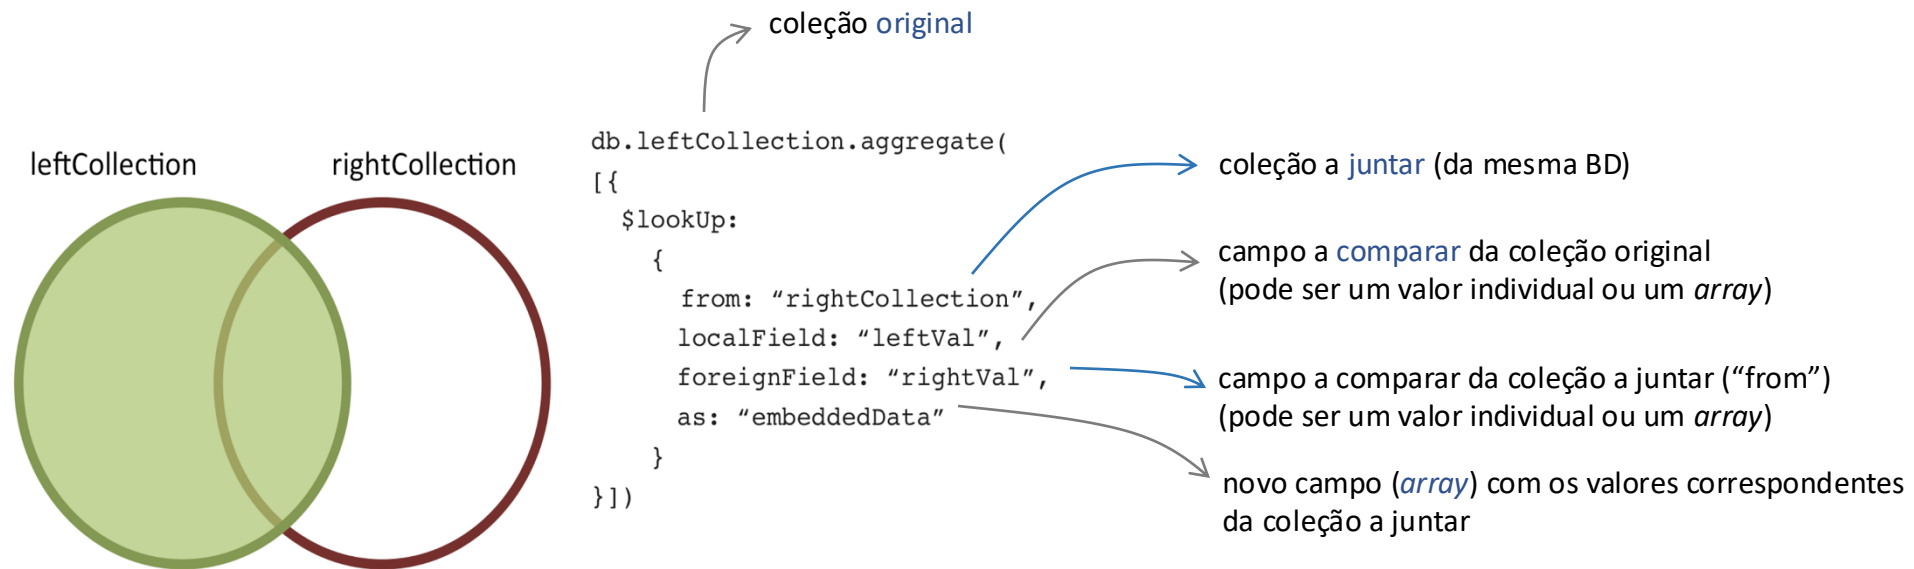 coleção original
leftCollection
rightCollection
db.leftCollection.aggregate(
[{
$lookUp:
{
from: “rightCollection”,
localField: “leftVal”,
foreignField: “rightVal”,
as: “embeddedData”
}
}])
coleção a juntar (da mesma BD)
campo a comparar da coleção original
(pode ser um valor individual ou um array)
campo a comparar da coleção a juntar (“from”)
(pode ser um valor individual ou um array)
novo campo (array) com os valores correspondentes
da coleção a juntar